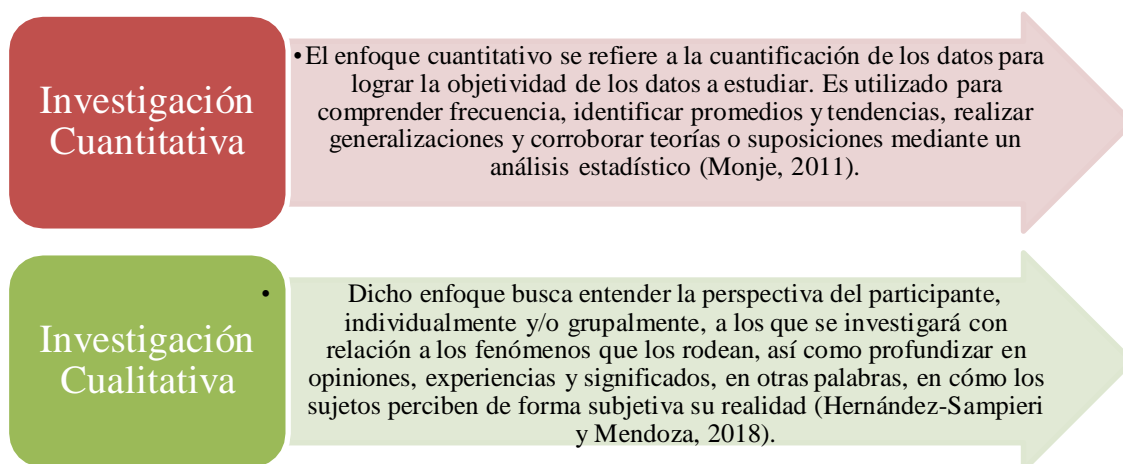 Investigación
Cuantitativa
•El enfoque cuantitativo se refiere a la cuantificación de los datos para
lograr la objetividad de los datos a estudiar. Es utilizado para
comprender frecuencia, identificar promedios y tendencias, realizar
generalizaciones y corroborar teorías o suposiciones mediante un
análisis estadístico (Monje, 2011).
Investigación
Cualitativa
• Dicho enfoque busca entender la perspectiva del participante,
individualmente y/o grupalmente, a los que se investigará con
relación a los fenómenos que los rodean, así como profundizar en
opiniones, experiencias y significados, en otras palabras, en cómo los
sujetos perciben de forma subjetiva su realidad (Hernández-Sampieri
y Mendoza, 2018).